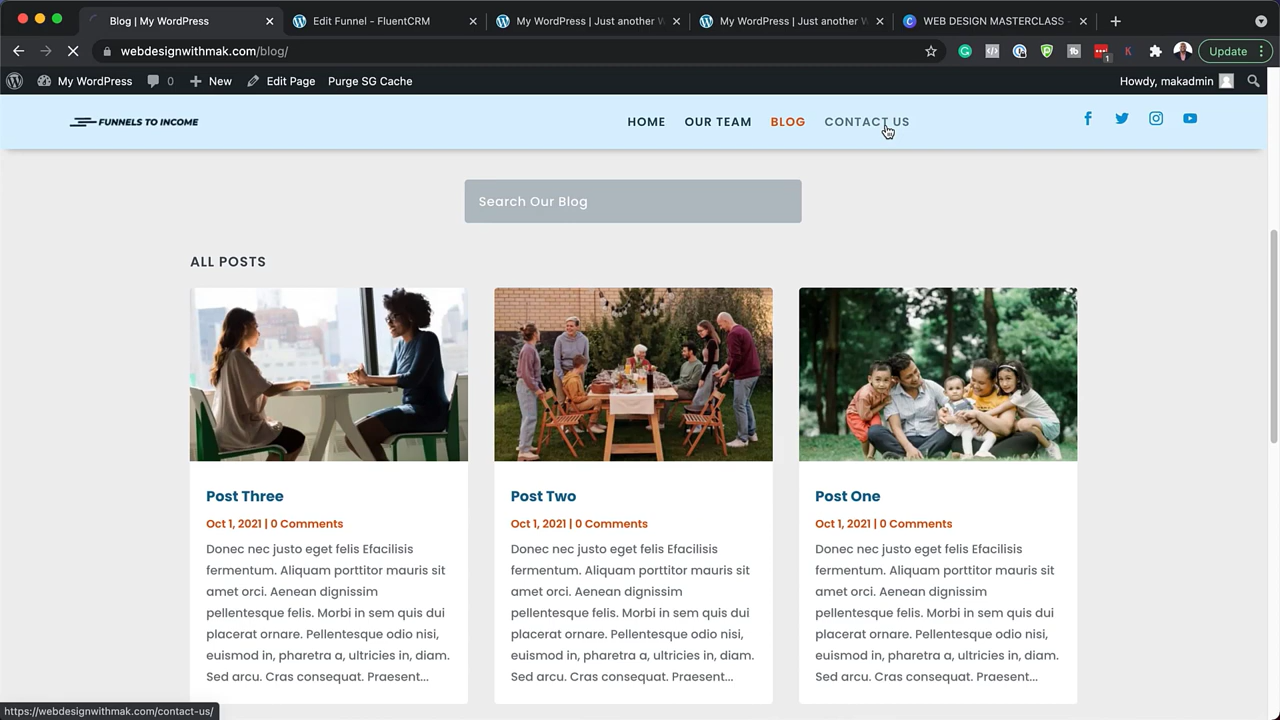 Blog | My WordPress
Edit Funnel - FluentCRM
My WordPress | Just another W
My WordPress | Just another W
WEB DESIGN MASTERCLASS -
webdesignwithmak.com/blog/
1
K
Update
My WordPress
0
New
Edit Page
Purge SG Cache
Howdy, makadmin
FUNNELS TO INCOME
HOME
OUR TEAM
BLOG
CONTACT US
Search Our Blog
ALL POSTS
Post Three
Oct 1, 2021 | 0 Comments
Donec nec justo eget felis Efacilisis
fermentum. Aliquam porttitor mauris sit
amet orci. Aenean dignissim
pellentesque felis. Morbi in sem quis dui
placerat ornare. Pellentesque odio nisi,
euismod in, pharetra a, ultricies in, diam.
Sed arcu. Cras consequat. Praesent...
Post Two
Oct 1, 2021 | 0 Comments
Donec nec justo eget felis Efacilisis
fermentum. Aliquam porttitor mauris sit
amet orci. Aenean dignissim
pellentesque felis. Morbi in sem quis dui
placerat ornare. Pellentesque odio nisi,
euismod in, pharetra a, ultricies in, diam.
Sed arcu. Cras consequat. Praesent...
Post One
Oct 1, 2021 | 0 Comments
Donec nec justo eget felis Efacilisis
fermentum. Aliquam porttitor mauris sit
amet orci. Aenean dignissim
pellentesque felis. Morbi in sem quis dui
placerat ornare. Pellentesque odio nisi,
euismod in, pharetra a, ultricies in, diam.
Sed arcu. Cras consequat. Praesent...
https://webdesignwithmak.com/contact-us/